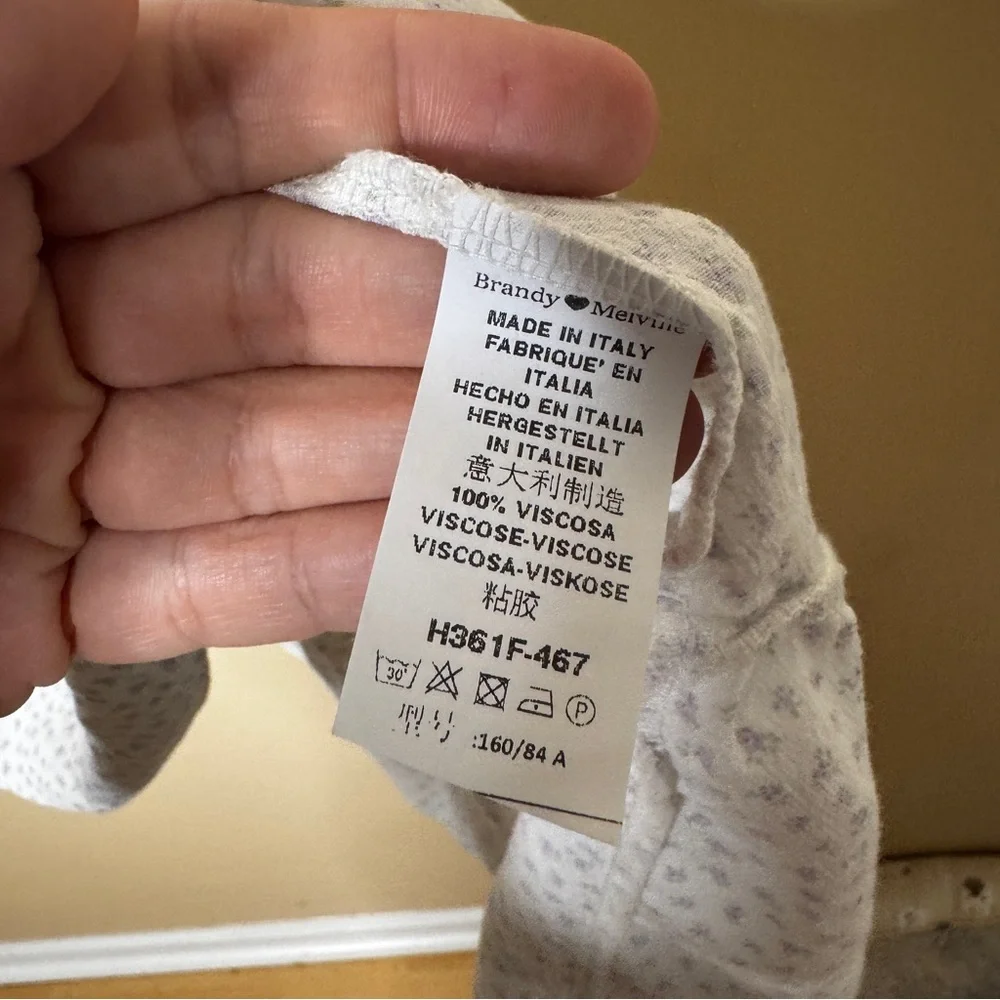 Brandy♥Melville
MADE IN ITALY
FABRIQUE' EN
ITALIA
HECHO EN ITALIA
HERGESTELLT
IN ITALIEN
意大利制造
100% VISCOSA
VISCOSE-VISCOSE
VISCOSA-VISKOSE
粘胶
H361F-467
30° P
型号 :160/84 A